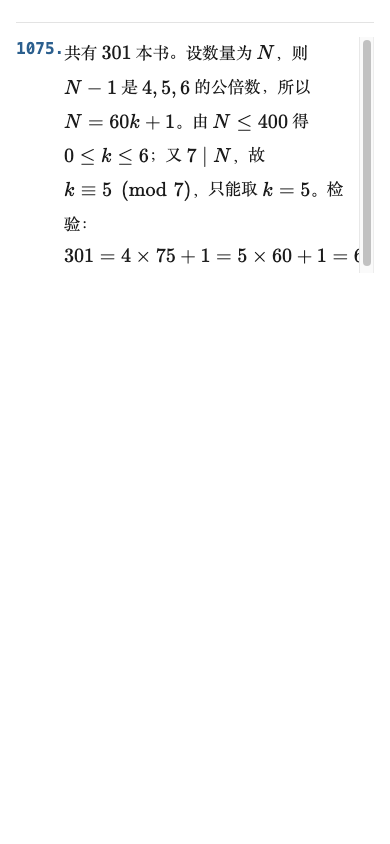 1075. 共有 301 本书。设数量为 N，则
N − 1 是 4, 5, 6 的公倍数，所以
N = 60k + 1。由 N ≤ 400 得
0 ≤ k ≤ 6；又 7 | N，故
k ≡ 5 (mod 7)，只能取 k = 5。检
验：
301 = 4 × 75 + 1 = 5 × 60 + 1 =